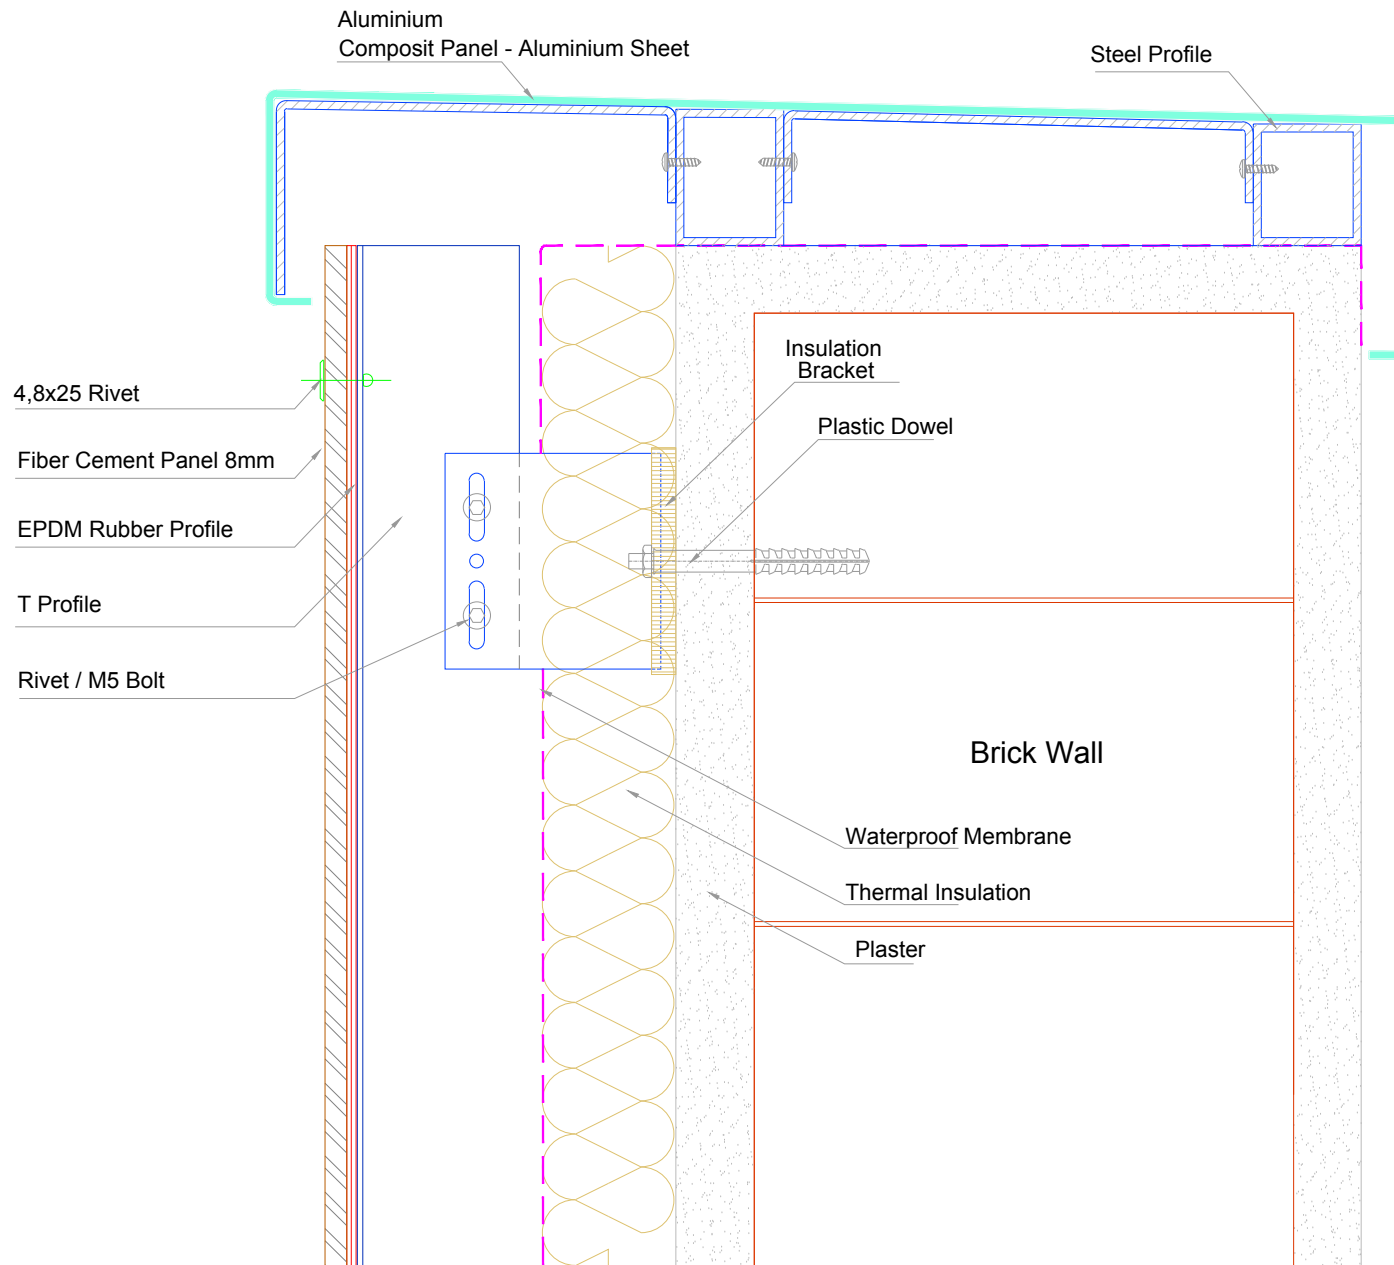 Aluminium
Composit Panel - Aluminium Sheet
Steel Profile
Insulation
Bracket
4,8x25 Rivet
Plastic Dowel
Fiber Cement Panel 8mm
EPDM Rubber Profile
T Profile
Rivet / M5 Bolt
Brick Wall
Waterproof Membrane
Thermal Insulation
Plaster